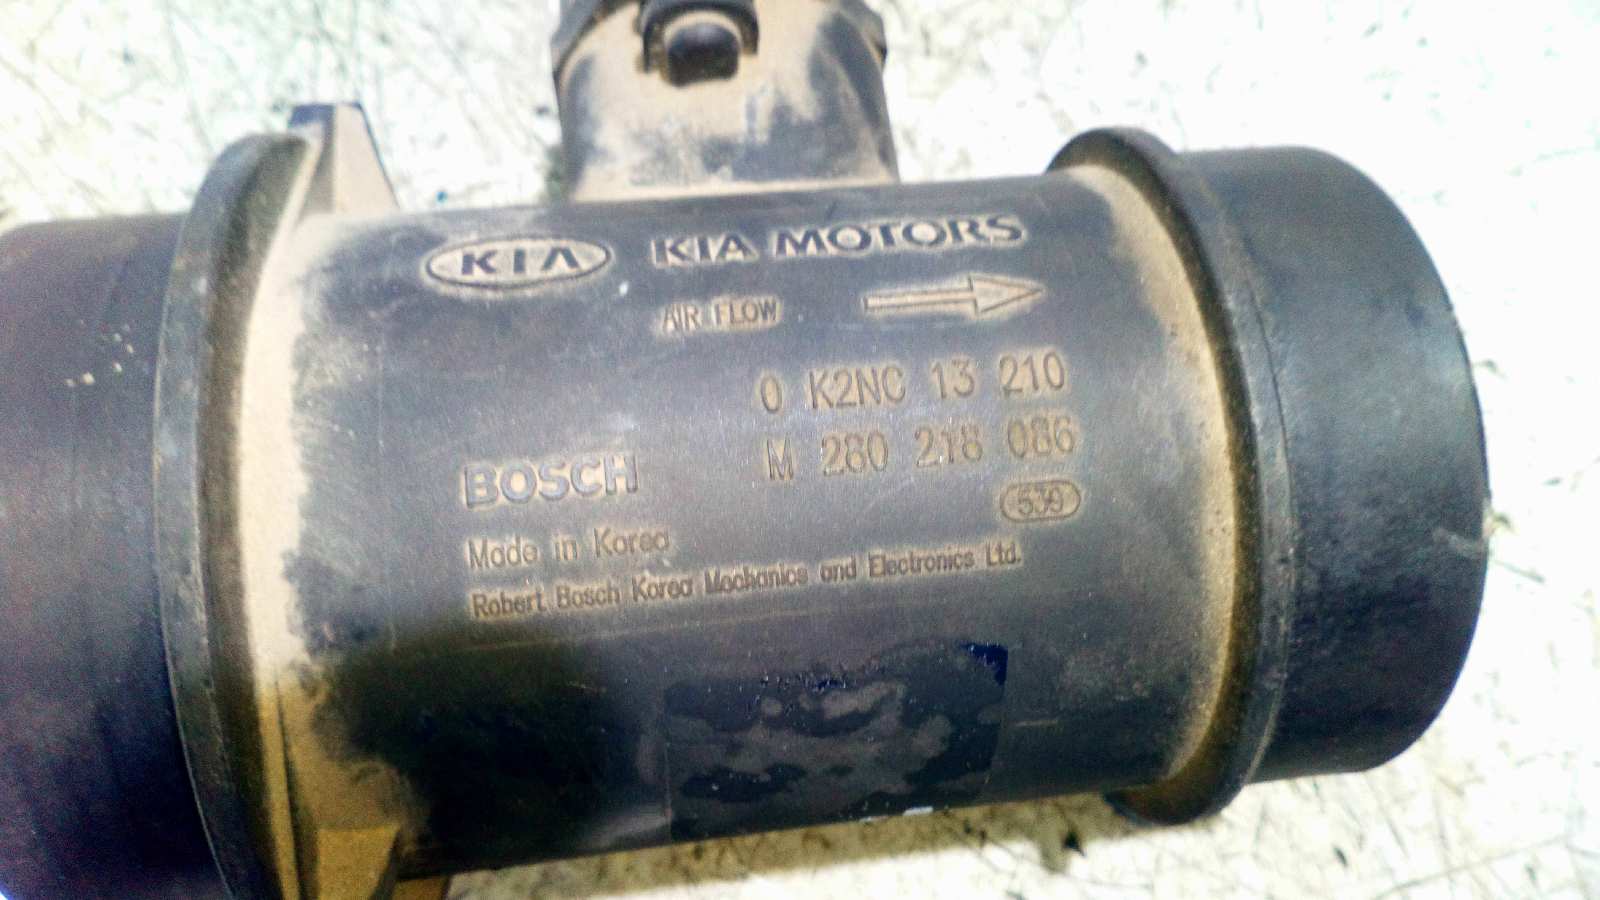 KIA KIA MOTORS
AIR FLOW
0 K2NC 13 210
BOSCH M 280 218 086
539
Made in Korea
Robert Bosch Korea Mechanics and Electronics Ltd.